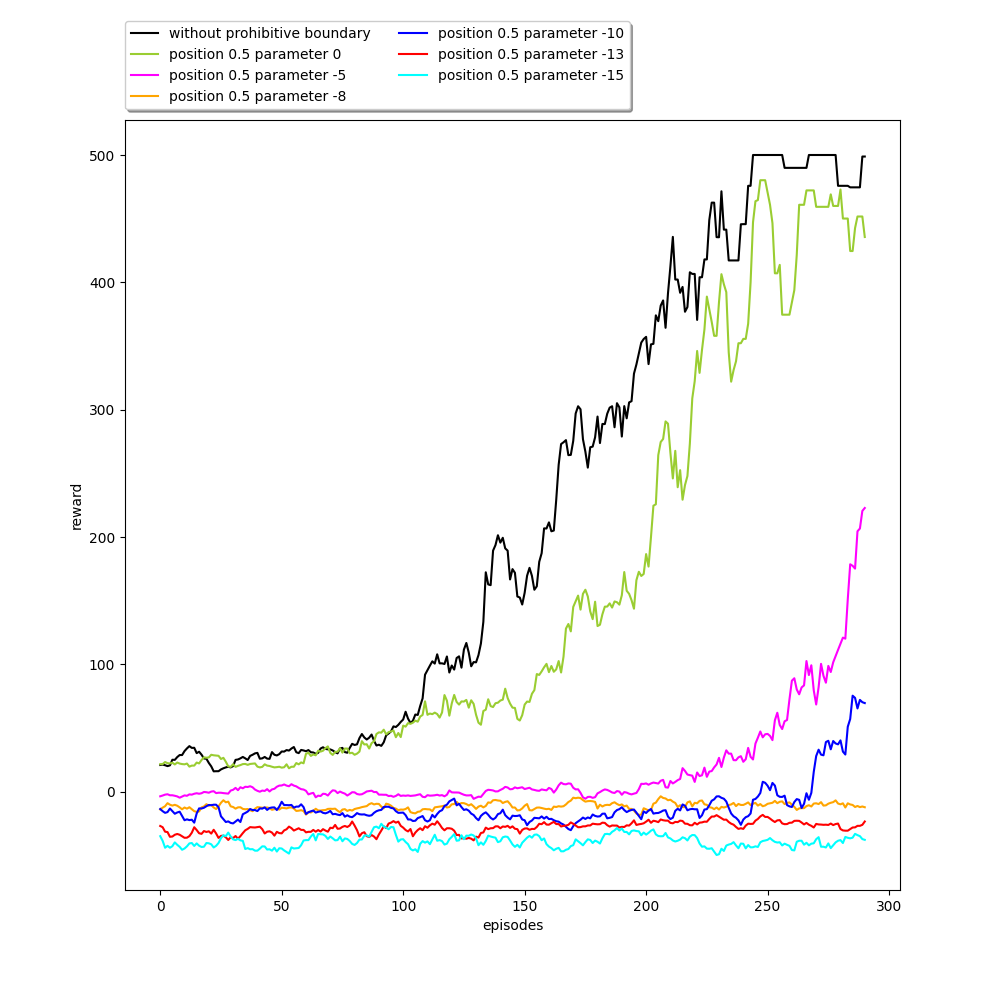 without prohibitive boundary
position 0.5 parameter 0
position 0.5 parameter -5
position 0.5 parameter -8
position 0.5 parameter -10
position 0.5 parameter -13
position 0.5 parameter -15
500
400
300
200
100
0
reward
0 50 100 150 200 250 300
episodes